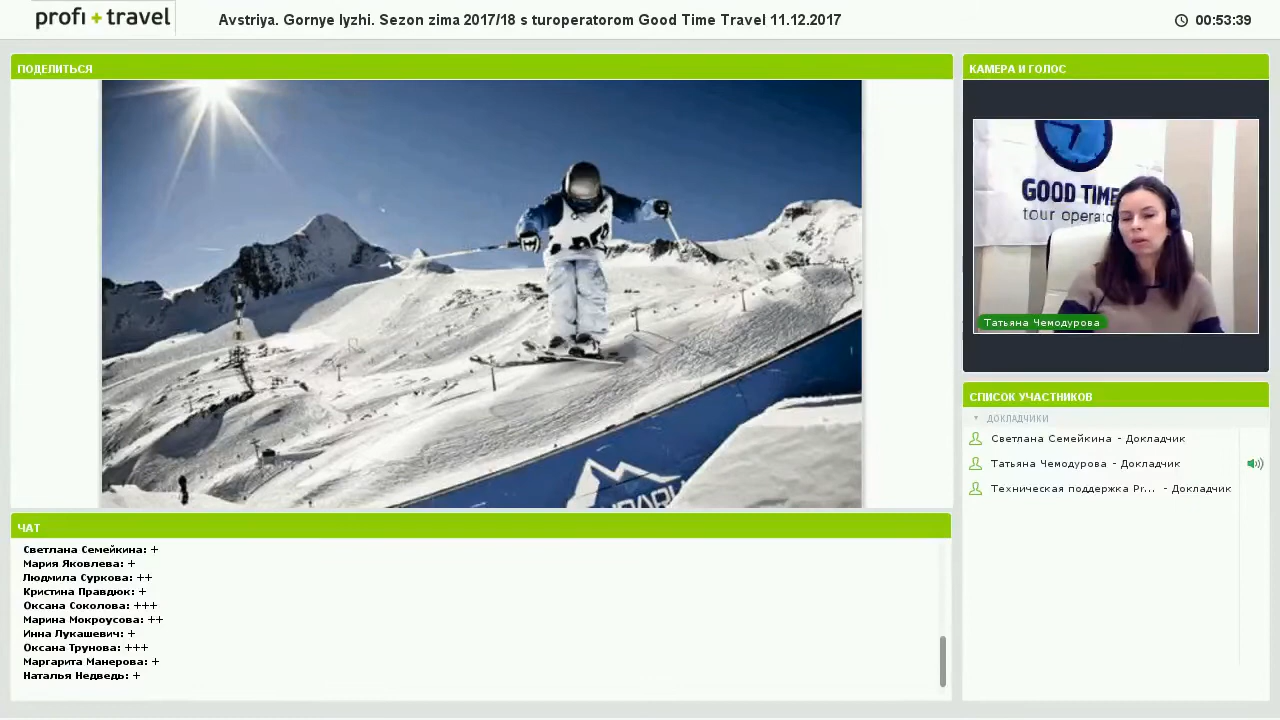 profi + travel
Avstriya. Gornye lyzhi. Sezon zima 2017/18 s turoperatorom Good Time Travel 11.12.2017
00:53:39
ПОДЕЛИТЬСЯ
КАМЕРА И ГОЛОС
GOOD TIME
tour operator
Татьяна Чемодурова
СПИСОК УЧАСТНИКОВ
ДОКЛАДЧИКИ
Светлана Семейкина - Докладчик
Татьяна Чемодурова - Докладчик
Техническая поддержка Pr... - Докладчик
ЧАТ
Светлана Семейкина: +
Мария Яковлева: +
Людмила Суркова: ++
Кристина Правдюк: +
Оксана Соколова: +++
Марина Мокроусова: ++
Инна Лукашевич: +
Оксана Трунова: +++
Маргарита Манерова: +
Наталья Недведь: +